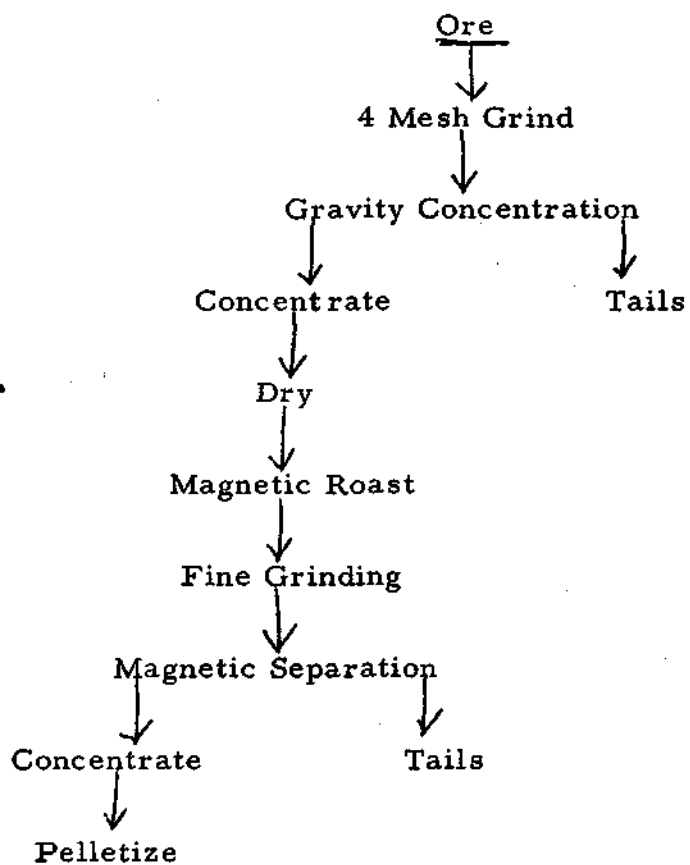 Ore
4 Mesh Grind
Gravity Concentration
Concentrate Tails
Dry
Magnetic Roast
Fine Grinding
Magnetic Separation
Concentrate Tails
Pelletize